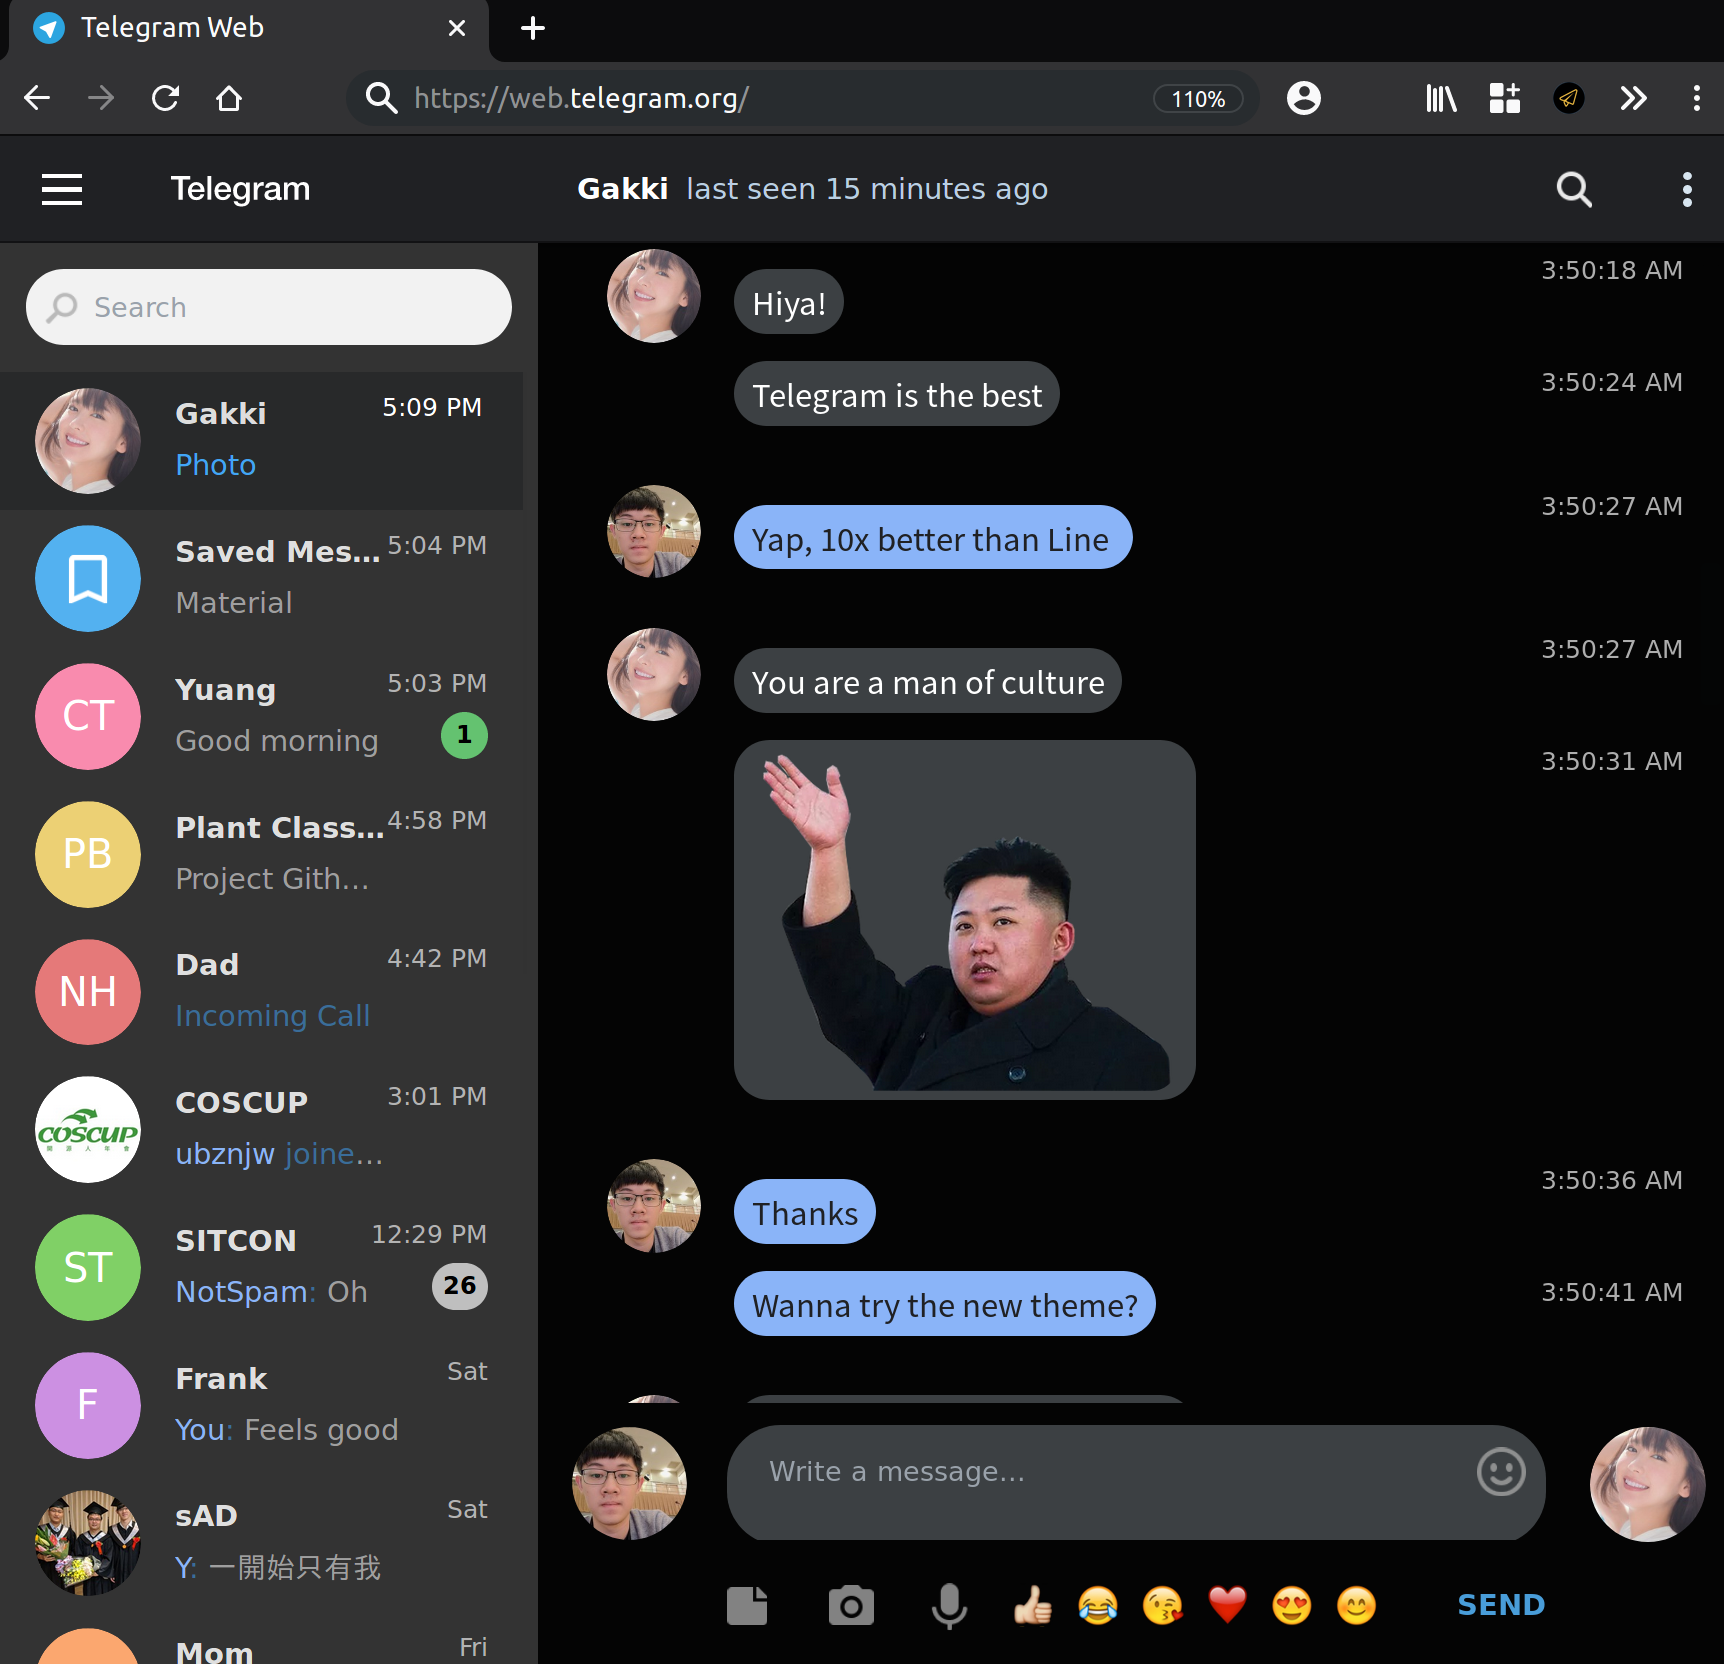 Telegram Web
https://web.telegram.org/
110%
Telegram
Gakki last seen 15 minutes ago
Search
Gakki 5:09 PM
Photo
Saved Mes... 5:04 PM
Material
CT
Yuang 5:03 PM
Good morning 1
PB
Plant Class... 4:58 PM
Project Gith...
NH
Dad 4:42 PM
Incoming Call
COSCUP
COSCUP 3:01 PM
ubznjw joine...
ST
SITCON 12:29 PM
NotSpam: Oh 26
F
Frank Sat
You: Feels good
sAD Sat
Y: 一開始只有我
Mom Fri
Hiya! 3:50:18 AM
Telegram is the best 3:50:24 AM
Yap, 10x better than Line 3:50:27 AM
You are a man of culture 3:50:27 AM
3:50:31 AM
Thanks 3:50:36 AM
Wanna try the new theme? 3:50:41 AM
Write a message...
SEND